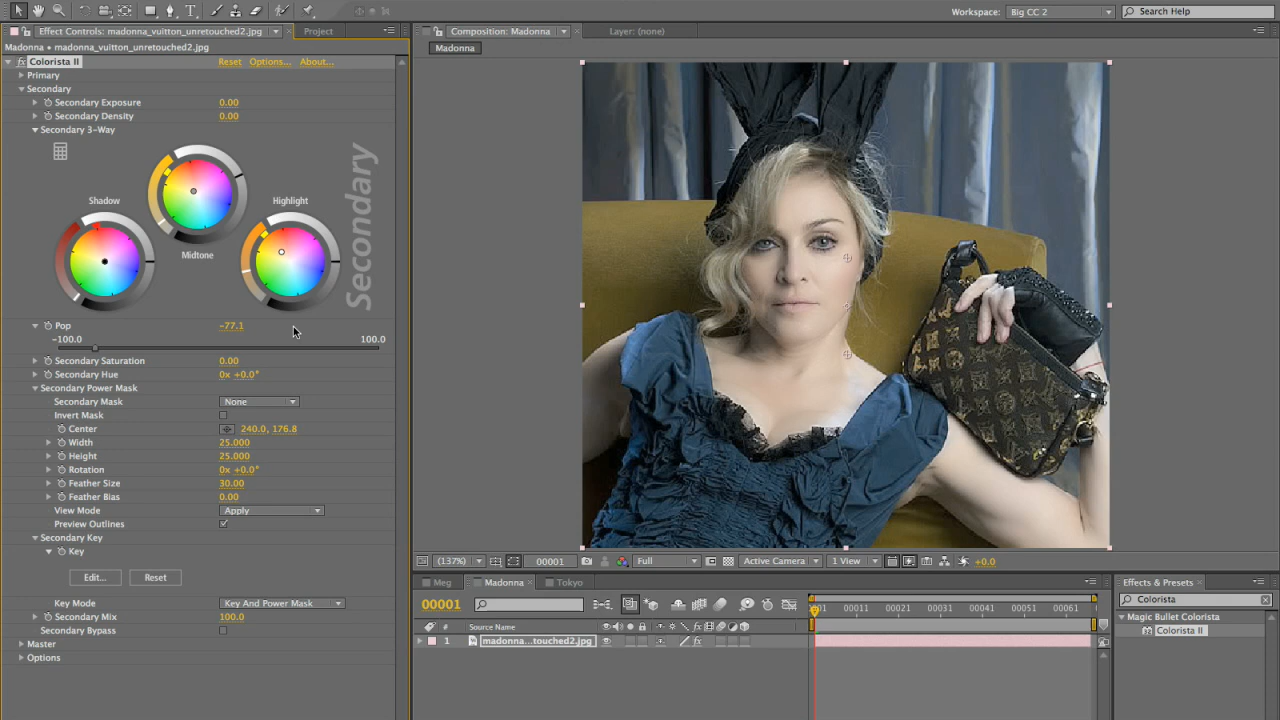 Workspace: Big CC 2 Search Help
Effect Controls: madonna_vuitton_unretouched2.jpg Project Composition: Madonna Layer: (none)
Madonna • madonna_vuitton_unretouched2.jpg Madonna
fx Colorista II Reset Options... About...
Primary
Secondary
Secondary Exposure 0.00
Secondary Density 0.00
Secondary 3-Way
Secondary
Shadow Highlight
Midtone
Pop -77.1
-100.0 100.0
Secondary Saturation 0.00
Secondary Hue 0x +0.0°
Secondary Power Mask
Secondary Mask None
Invert Mask
Center 240.0, 176.8
Width 25.000
Height 25.000
Rotation 0x +0.0°
Feather Size 30.00
Feather Bias 0.00
View Mode Apply
Preview Outlines
Secondary Key
Key
Edit... Reset
Key Mode Key And Power Mask
Secondary Mix 100.0
Secondary Bypass
Master
Options
(137%) 00001 Full Active Camera 1 View +0.0
Meg Madonna Tokyo
00001 00011 00021 00031 00041 00051 00061
# Source Name
1 madonna...touched2.jpg fx
Effects & Presets
Colorista
Magic Bullet Colorista
Colorista II